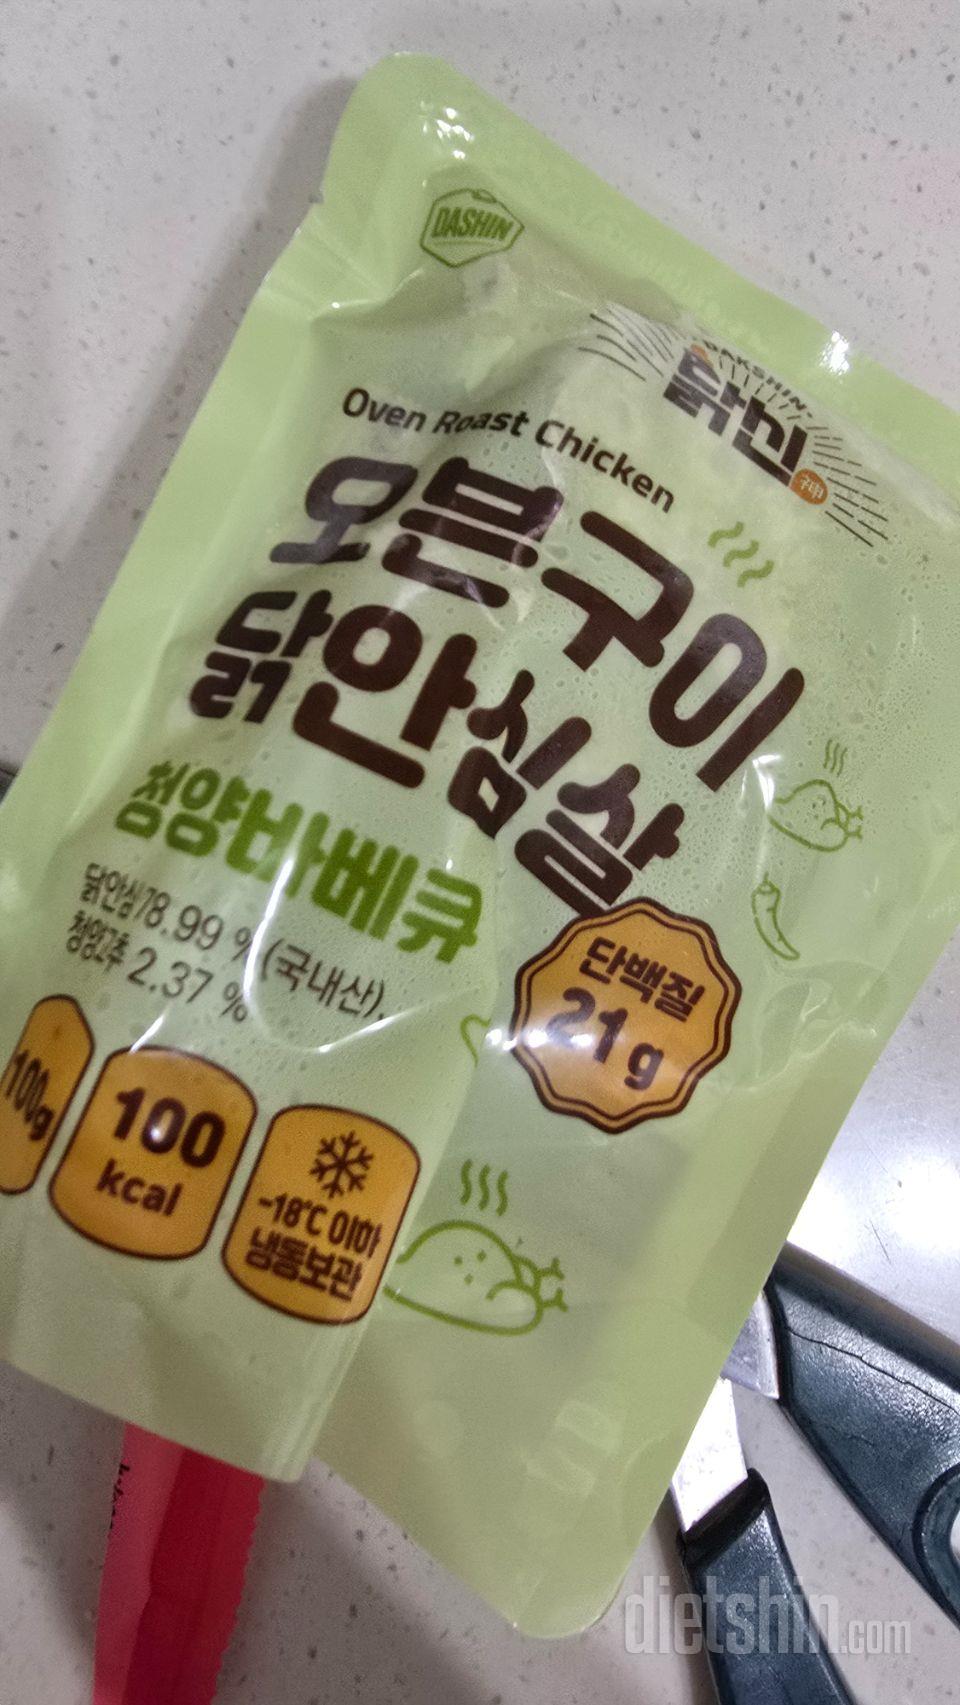 DASHIN
DAKSHIN
닭신
神
Oven Roast Chicken
오븐구이
닭안심살
청양바베큐
닭안심78.99 %(국내산),
청양고추 2.37 %
단백질
21 g
100g
100
kcal
-18℃ 이하
냉동보관
dietshin.com